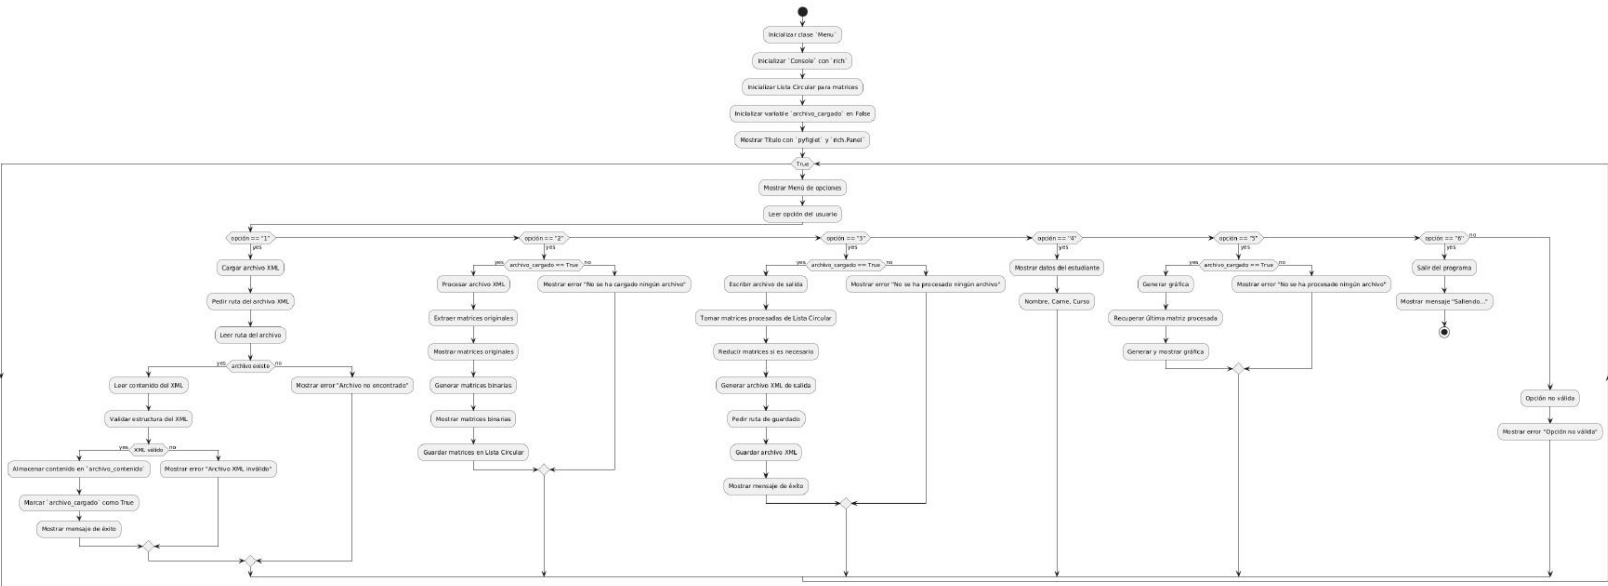 Inicializar clase `Menu`
Inicializar `Console` con `rich`
Inicializar Lista Circular para matrices
Inicializar variable `archivo_cargado` en False
Mostrar Título con `pyfiglet` y `rich.Panel`
True
Mostrar Menú de opciones
Leer opción del usuario
opción == "1"
yes
Cargar archivo XML
Pedir ruta del archivo XML
Leer ruta del archivo
yes
archivo existe
no
Leer contenido del XML
Validar estructura del XML
yes
XML válido
no
Almacenar contenido en `archivo_contenido`
Marcar `archivo_cargado` como True
Mostrar mensaje de éxito
Mostrar error "Archivo XML inválido"
Mostrar error "Archivo no encontrado"
opción == "2"
yes
yes
archivo_cargado == True
no
Procesar archivo XML
Extraer matrices originales
Mostrar matrices originales
Generar matrices binarias
Mostrar matrices binarias
Guardar matrices en Lista Circular
Mostrar error "No se ha cargado ningún archivo"
opción == "3"
yes
yes
archivo_cargado == True
no
Escribir archivo de salida
Tomar matrices procesadas de Lista Circular
Reducir matrices si es necesario
Generar archivo XML de salida
Pedir ruta de guardado
Guardar archivo XML
Mostrar mensaje de éxito
Mostrar error "No se ha procesado ningún archivo"
opción == "4"
yes
Mostrar datos del estudiante
Nombre, Carne, Curso
opción == "5"
yes
yes
archivo_cargado == True
no
Generar gráfica
Recuperar última matriz procesada
Generar y mostrar gráfica
Mostrar error "No se ha procesado ningún archivo"
opción == "6"
no
yes
Salir del programa
Mostrar mensaje "Saliendo..."
Opción no válida
Mostrar error "Opción no válida"